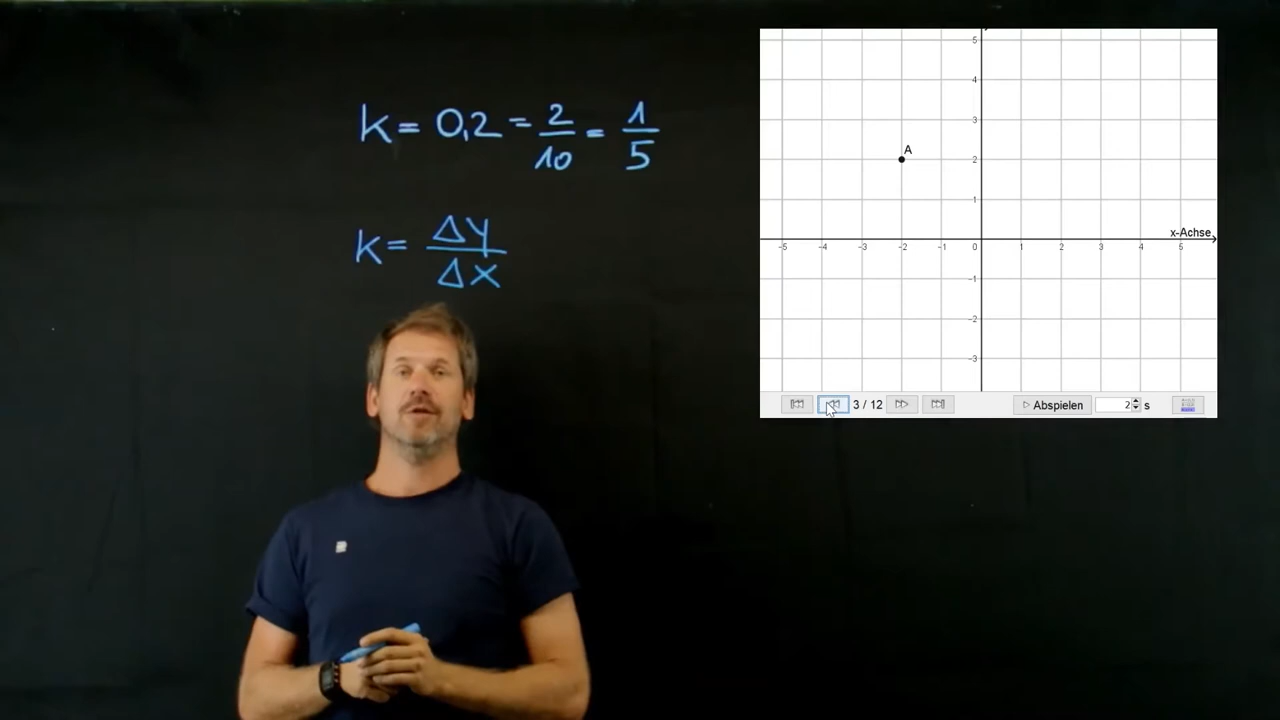 k = 0,2 = 2/10 = 1/5
k = Δy/Δx
5
4
A
3
2
1
x-Achse
-5 -4 -3 -2 -1 0 1 2 3 4 5
-1
-2
-3
3 / 12 Abspielen 2 s